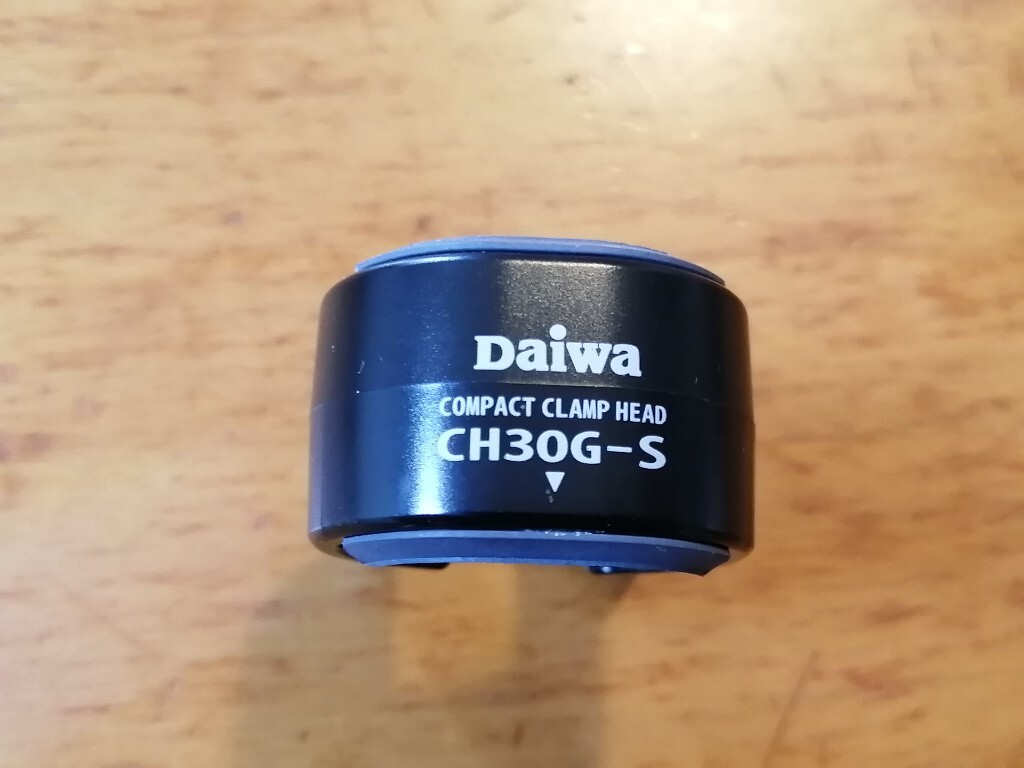 Daiwa
COMPACT CLAMP HEAD
CH30G-S